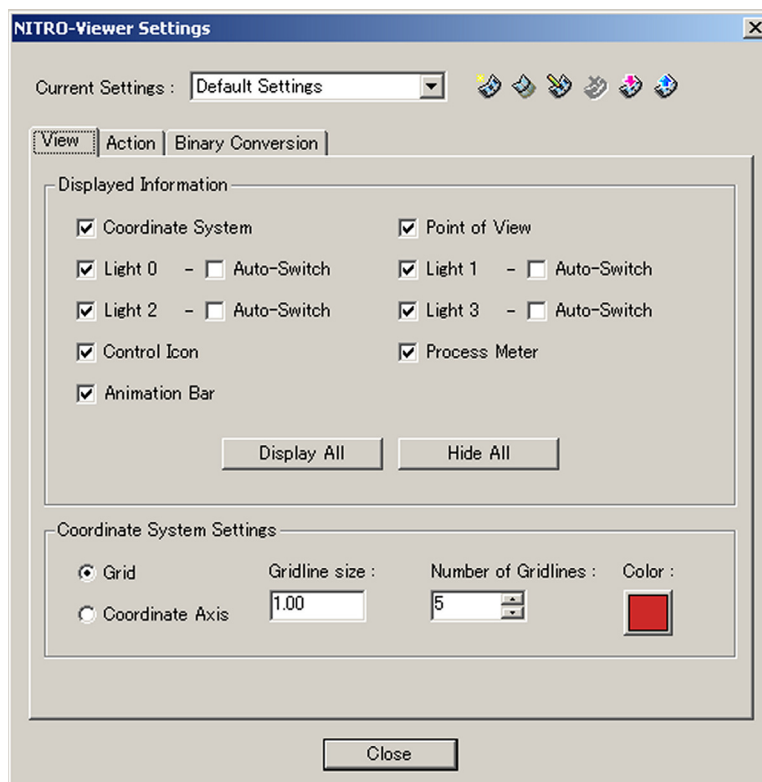 NITRO-Viewer Settings
Current Settings : Default Settings
View Action Binary Conversion
Displayed Information
Coordinate System Point of View
Light 0 - Auto-Switch Light 1 - Auto-Switch
Light 2 - Auto-Switch Light 3 - Auto-Switch
Control Icon Process Meter
Animation Bar
Display All Hide All
Coordinate System Settings
Grid Gridline size : Number of Gridlines : Color :
1.00 5
Coordinate Axis
Close